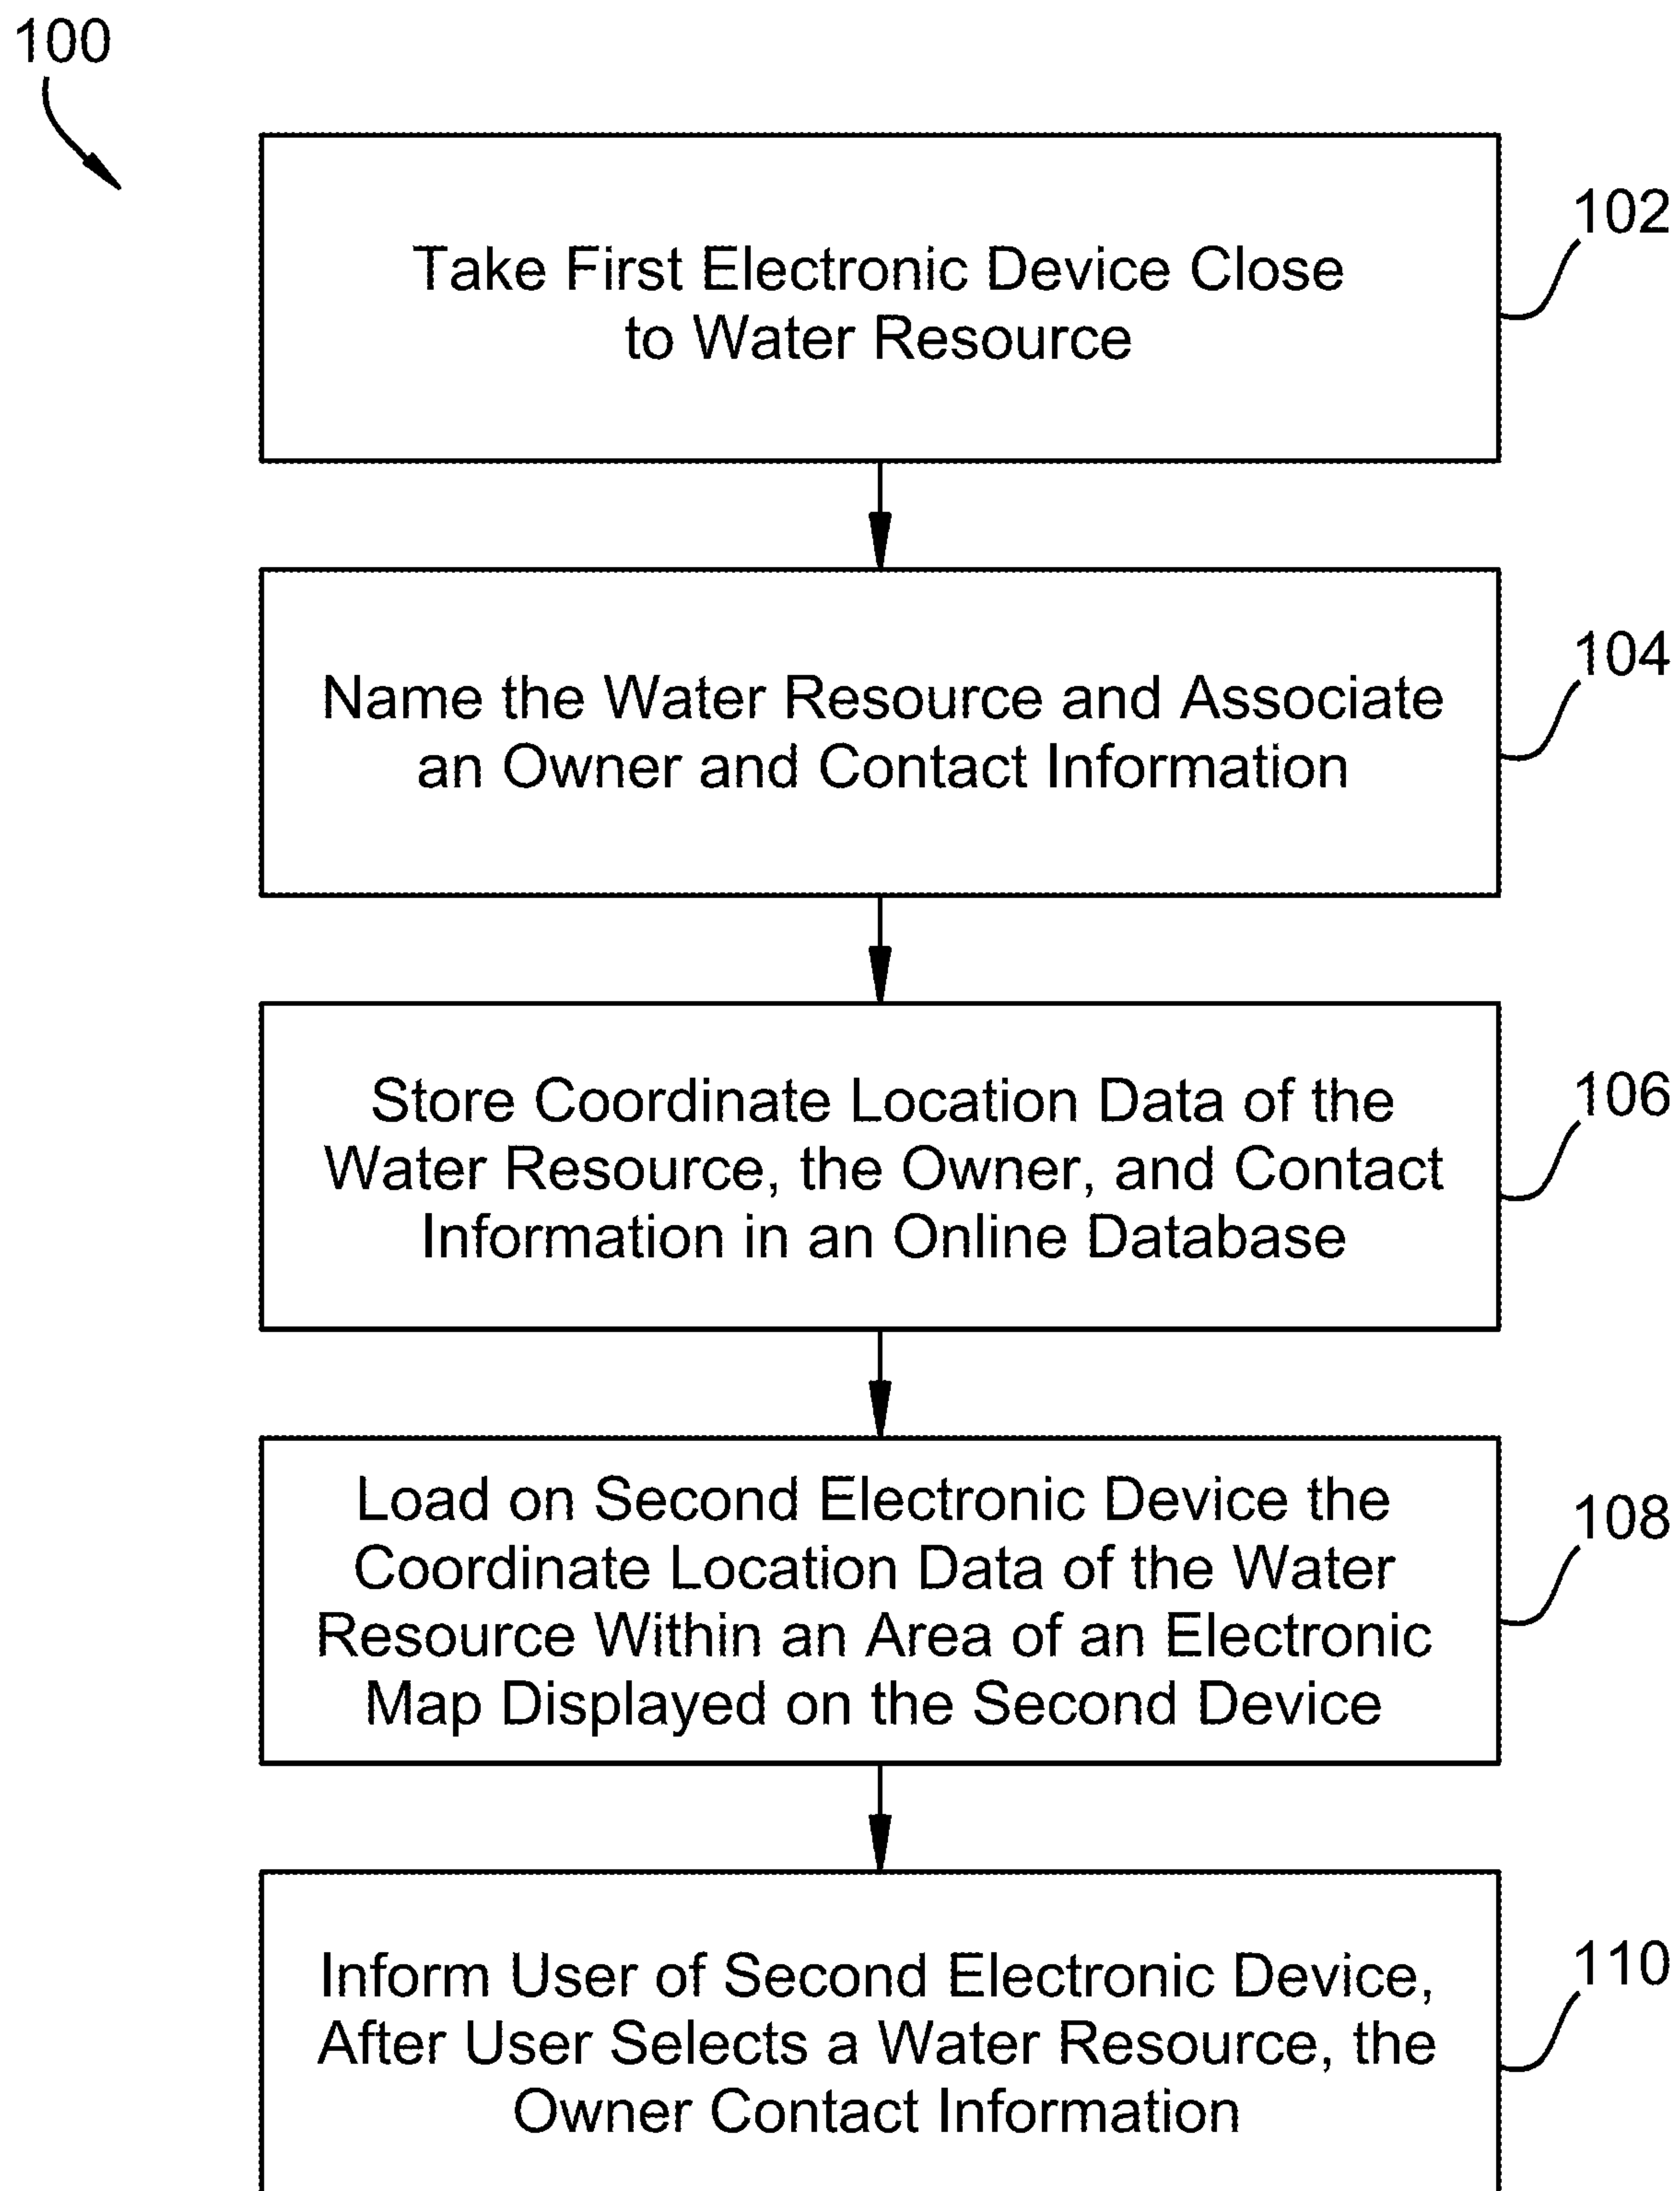 100
102
Take First Electronic Device Close
to Water Resource
104
Name the Water Resource and Associate
an Owner and Contact Information
106
Store Coordinate Location Data of the
Water Resource, the Owner, and Contact
Information in an Online Database
108
Load on Second Electronic Device the
Coordinate Location Data of the Water
Resource Within an Area of an Electronic
Map Displayed on the Second Device
110
Inform User of Second Electronic Device,
After User Selects a Water Resource, the
Owner Contact Information